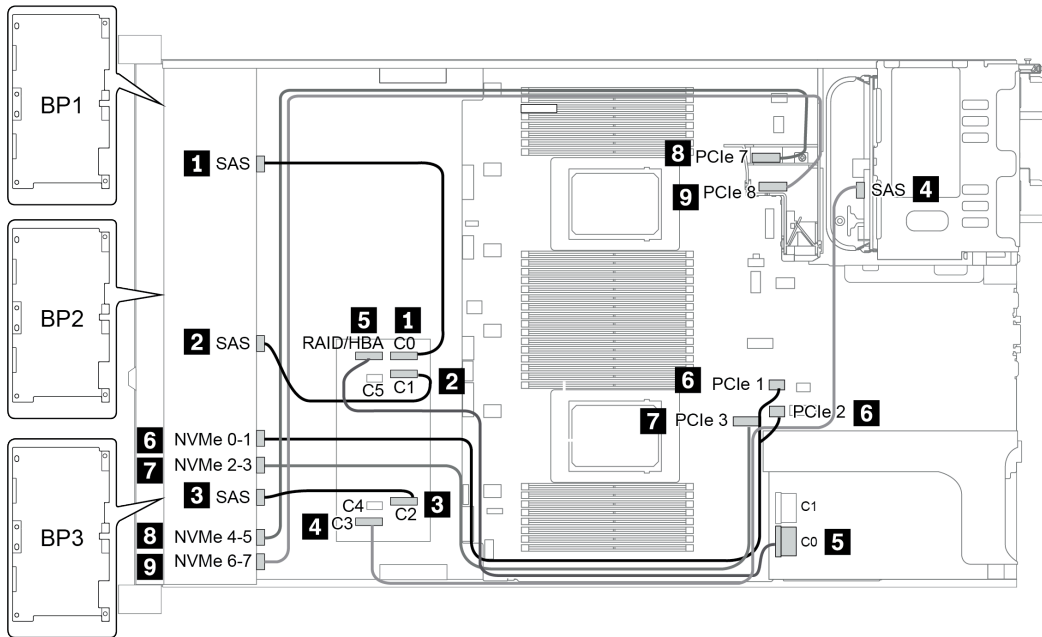 BP1
BP2
BP3
1 SAS
2 SAS
6 NVMe 0-1
7 NVMe 2-3
3 SAS
8 NVMe 4-5
9 NVMe 6-7
5 1
RAID/HBA C0
C5 C1 2
C4
4 C3 C2 3
8 PCIe 7
9 PCIe 8
SAS 4
6 PCIe 1
7 PCIe 3
PCIe 2 6
C1
C0 5